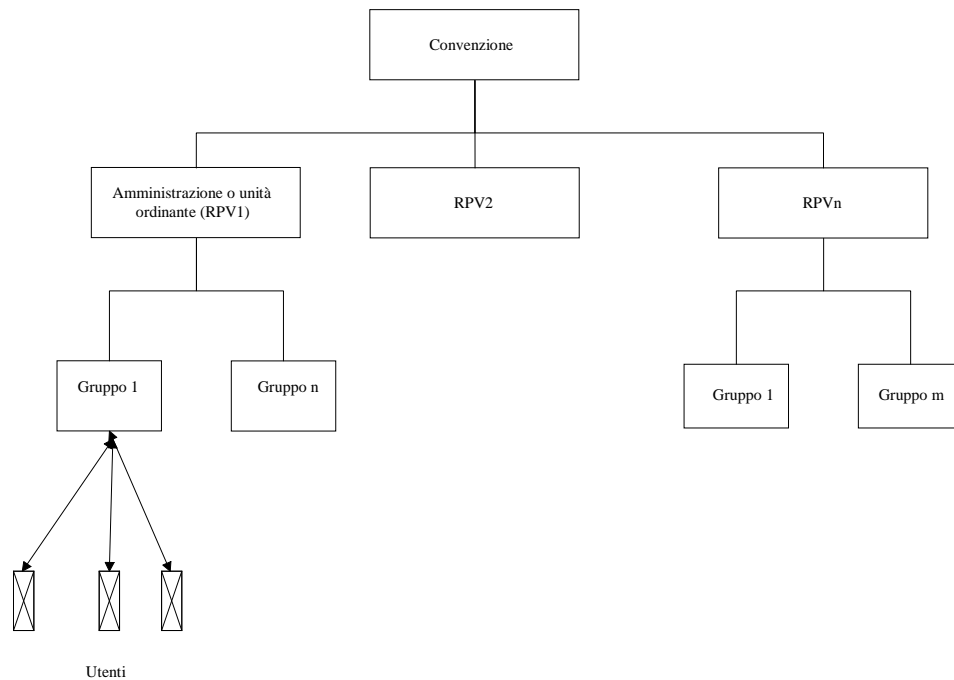 Convenzione
Amministrazione o unità
ordinante (RPV1)
RPV2
RPVn
Gruppo 1
Gruppo n
Gruppo 1
Gruppo m
Utenti